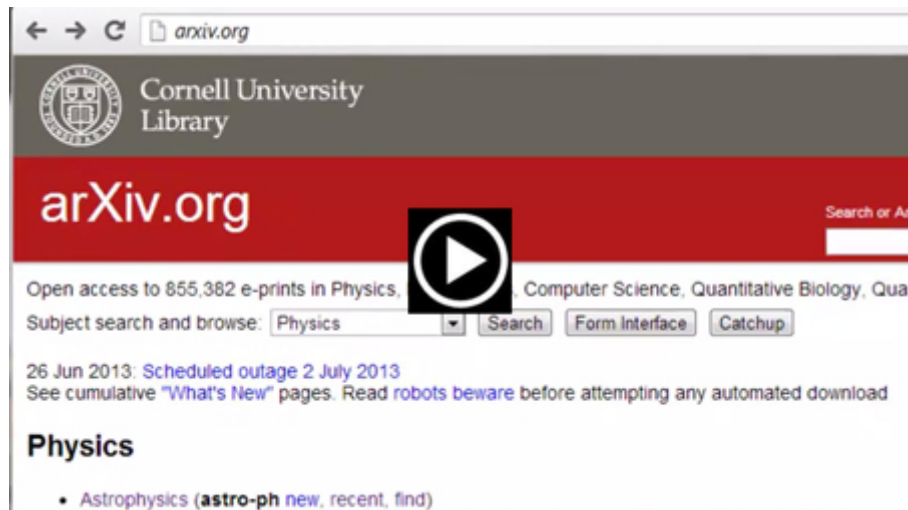 arxiv.org
Cornell University
Library
arXiv.org
Search or
Open access to 855,382 e-prints in Physics, Computer Science, Quantitative Biology,
Subject search and browse: Physics Search Form Interface Catchup
26 Jun 2013: Scheduled outage 2 July 2013
See cumulative "What's New" pages. Read robots beware before attempting any automated download
Physics
• Astrophysics (astro-ph new, recent, find)